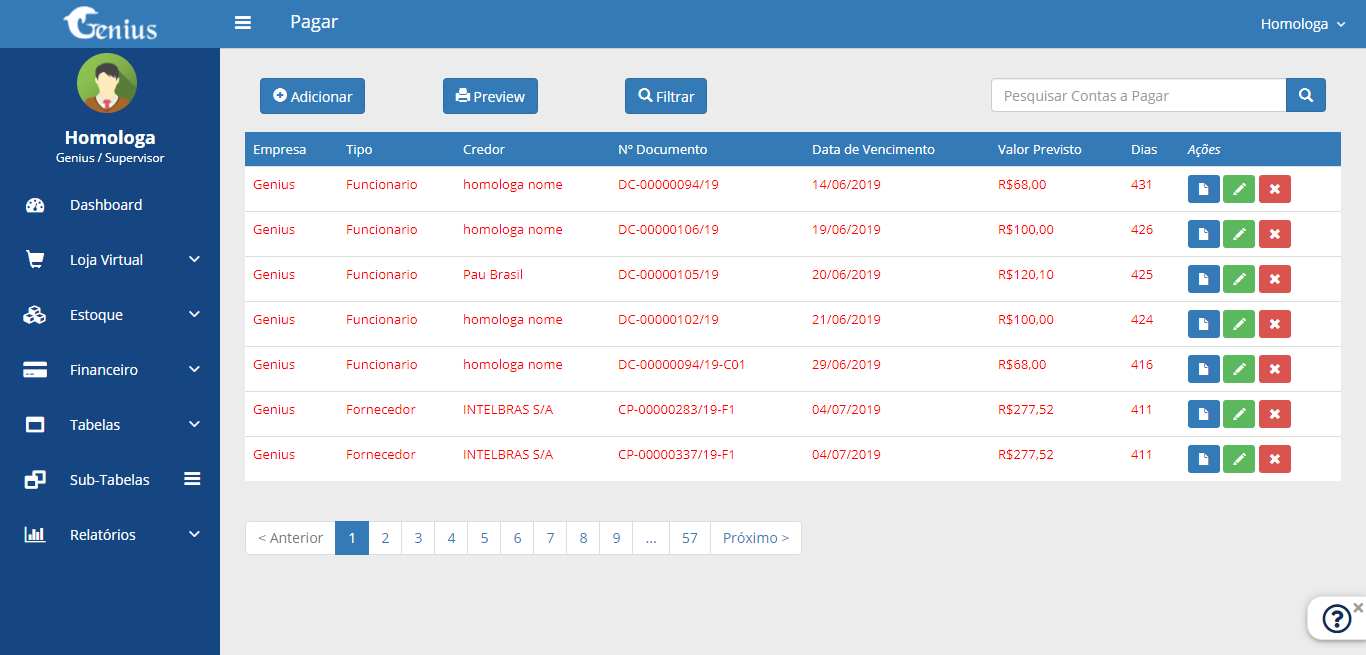 Genius
Pagar
Homologa
Homologa
Genius / Supervisor
Dashboard
Loja Virtual
Estoque
Financeiro
Tabelas
Sub-Tabelas
Relatórios
Adicionar Preview Filtrar Pesquisar Contas a Pagar
Empresa Tipo Credor Nº Documento Data de Vencimento Valor Previsto Dias Ações
Genius Funcionario homologa nome DC-00000094/19 14/06/2019 R$68,00 431
Genius Funcionario homologa nome DC-00000106/19 19/06/2019 R$100,00 426
Genius Funcionario Pau Brasil DC-00000105/19 20/06/2019 R$120,10 425
Genius Funcionario homologa nome DC-00000102/19 21/06/2019 R$100,00 424
Genius Funcionario homologa nome DC-00000094/19-C01 29/06/2019 R$68,00 416
Genius Fornecedor INTELBRAS S/A CP-00000283/19-F1 04/07/2019 R$277,52 411
Genius Fornecedor INTELBRAS S/A CP-00000337/19-F1 04/07/2019 R$277,52 411
< Anterior 1 2 3 4 5 6 7 8 9 ... 57 Próximo >